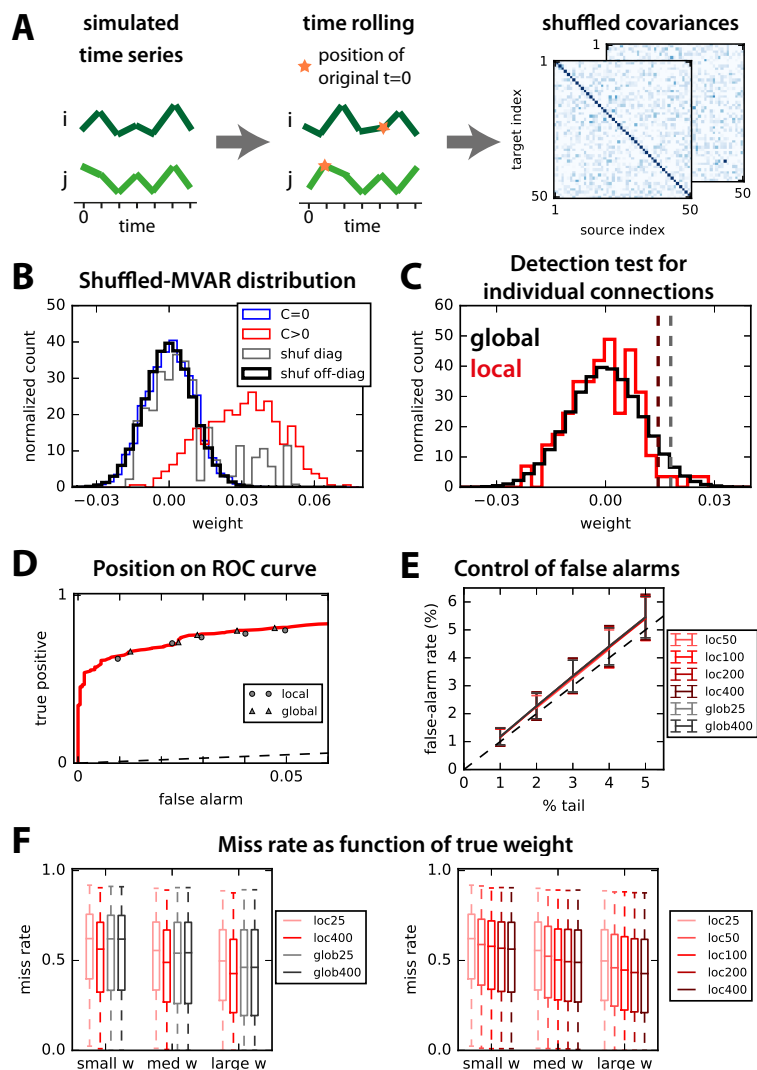 A
simulated
time series
time rolling
shuffled covariances
position of
original t=0
i
j
0
time
i
j
0
time
1
1
target index
50
1
50
50
source index
B
Shuffled-MVAR distribution
50
40
30
20
10
0
normalized count
C=0
C>0
shuf diag
shuf off-diag
−0.03
0.00
0.03
0.06
weight
C
Detection test for
individual connections
60
50
40
30
20
10
0
normalized count
global
local
−0.03
0.00
0.03
weight
D
Position on ROC curve
1
0
true positive
local
global
0
0.05
false alarm
E
Control of false alarms
6
5
4
3
2
1
0
false-alarm rate (%)
0
1
2
3
4
5
% tail
loc50
loc100
loc200
loc400
glob25
glob400
F
Miss rate as function of true weight
1.0
0.5
0.0
miss rate
small w
med w
large w
loc25
loc400
glob25
glob400
1.0
0.5
0.0
miss rate
small w
med w
large w
loc25
loc50
loc100
loc200
loc400